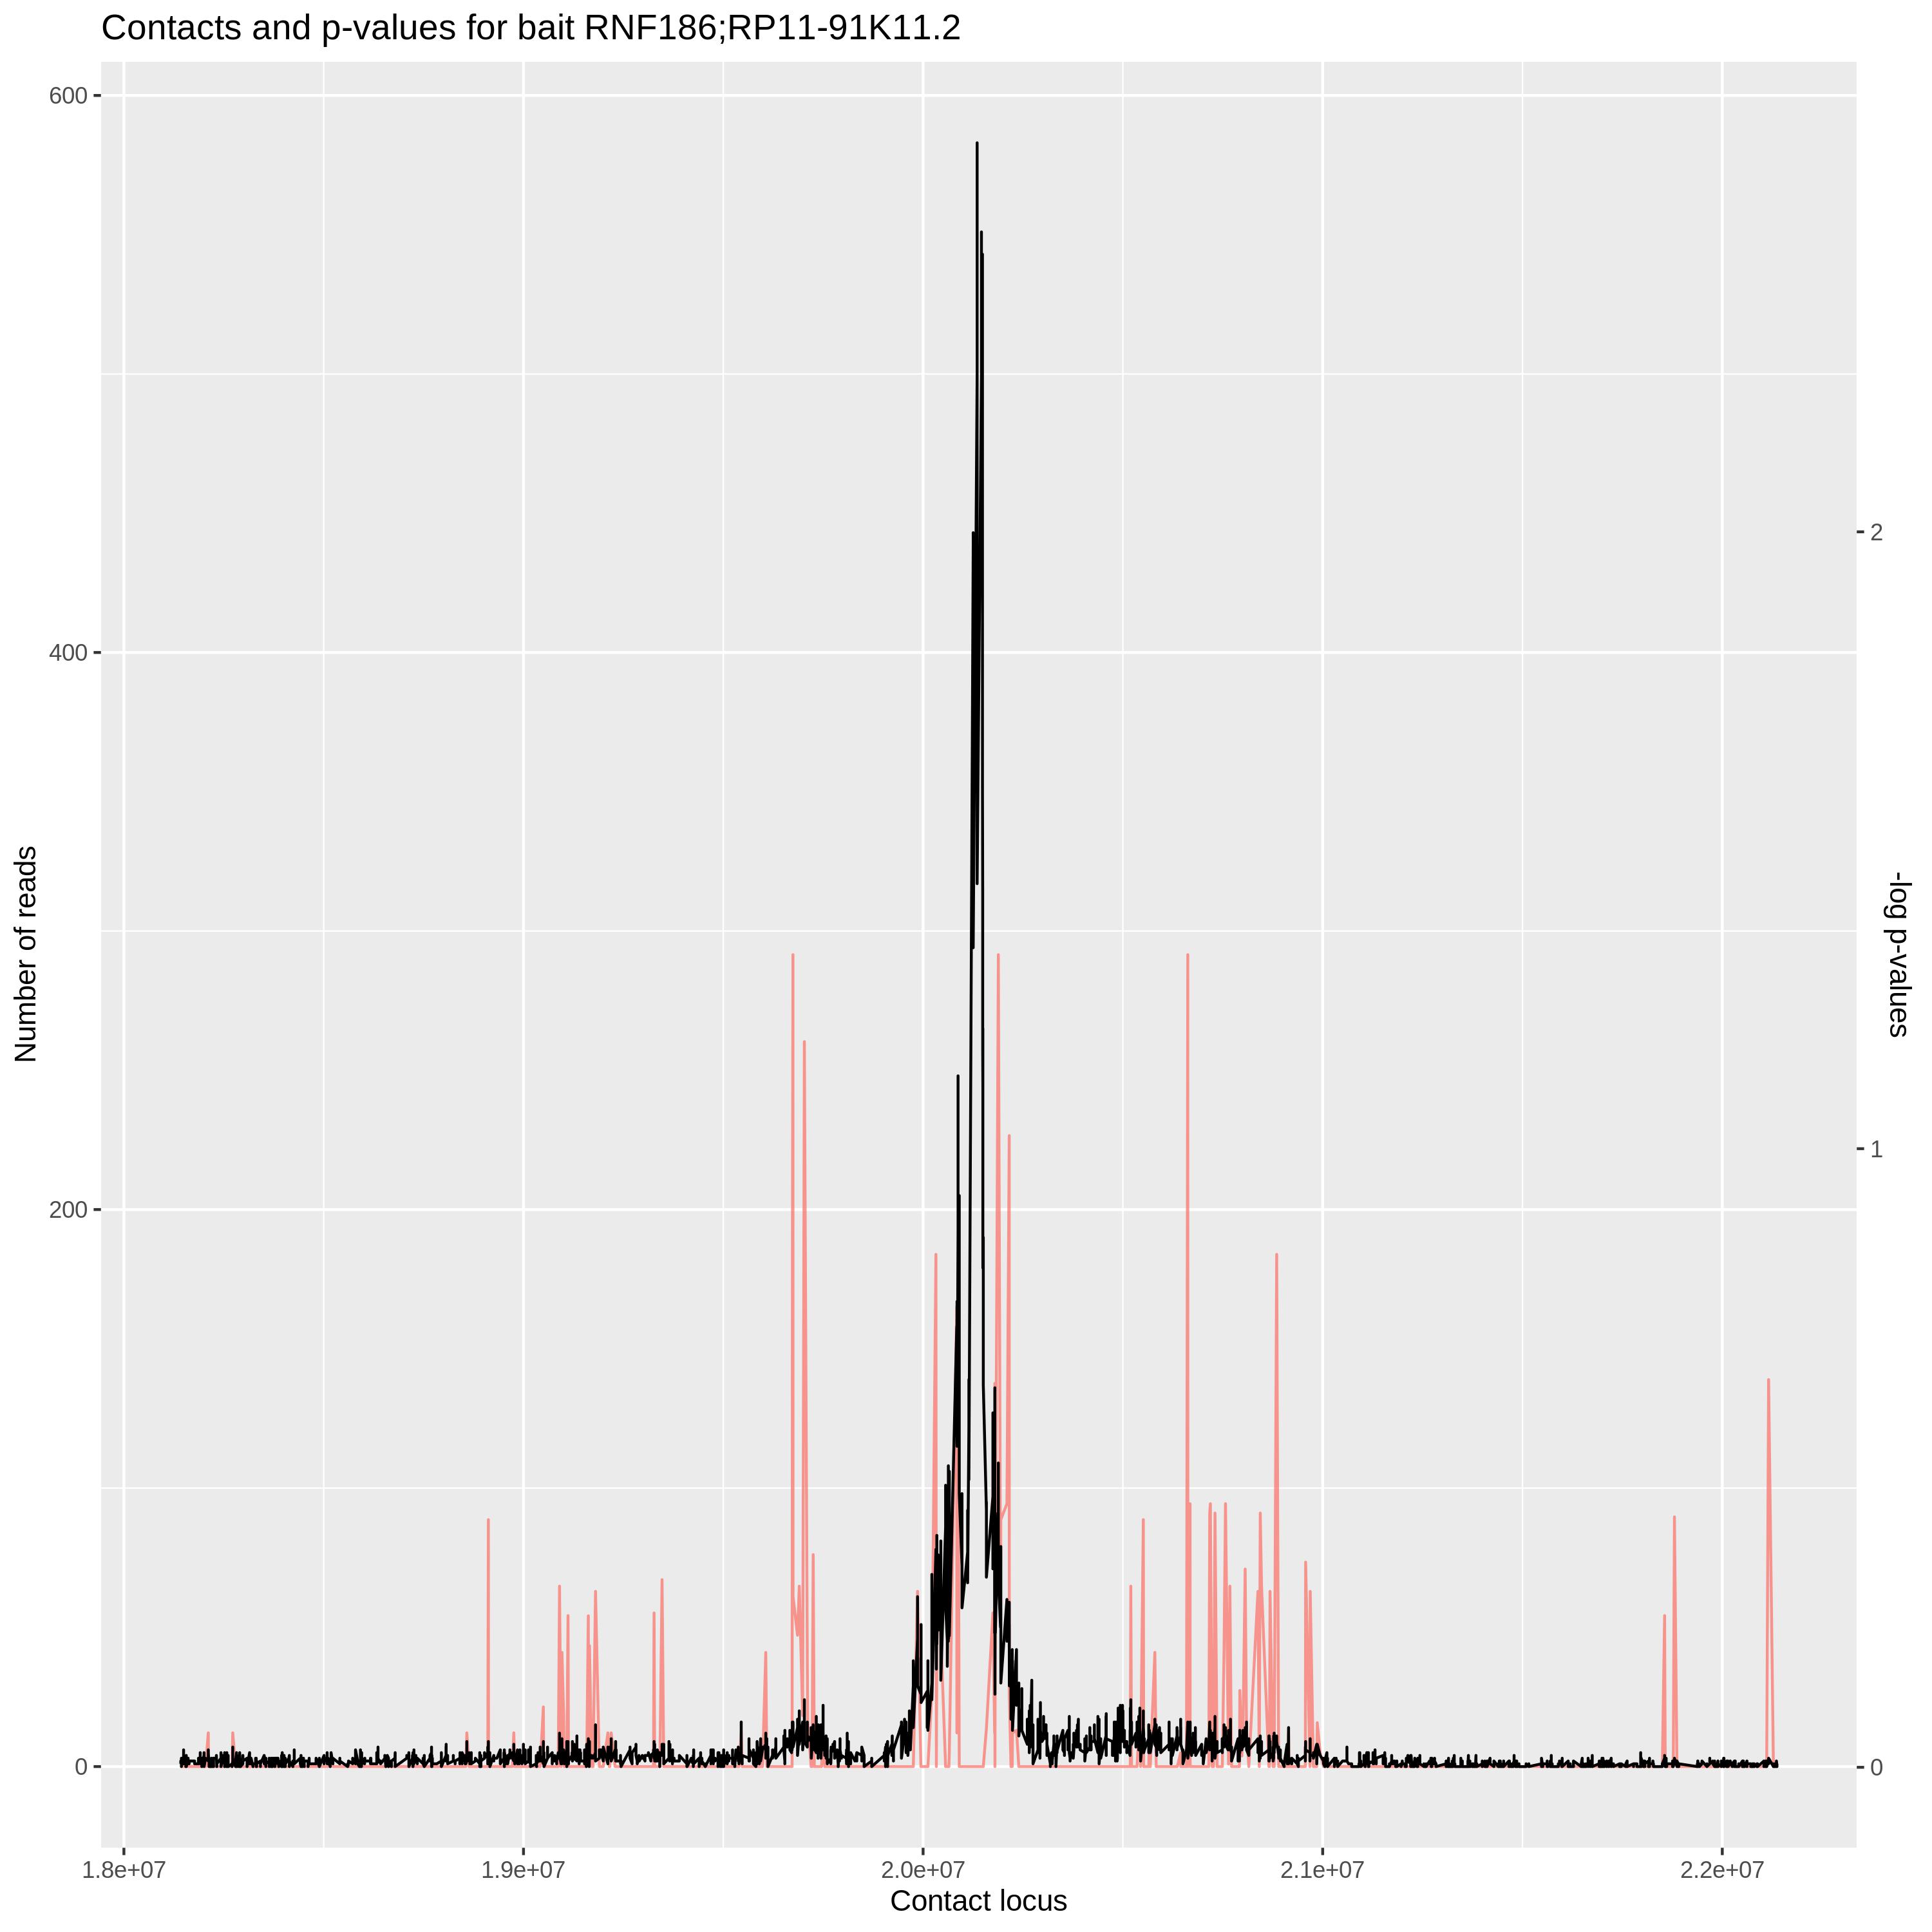 Contacts and p-values for bait RNF186;RP11-91K11.2
600
400
200
0
Number of reads
2
1
0
-log p-values
1.8e+07
1.9e+07
2.0e+07
2.1e+07
2.2e+07
Contact locus